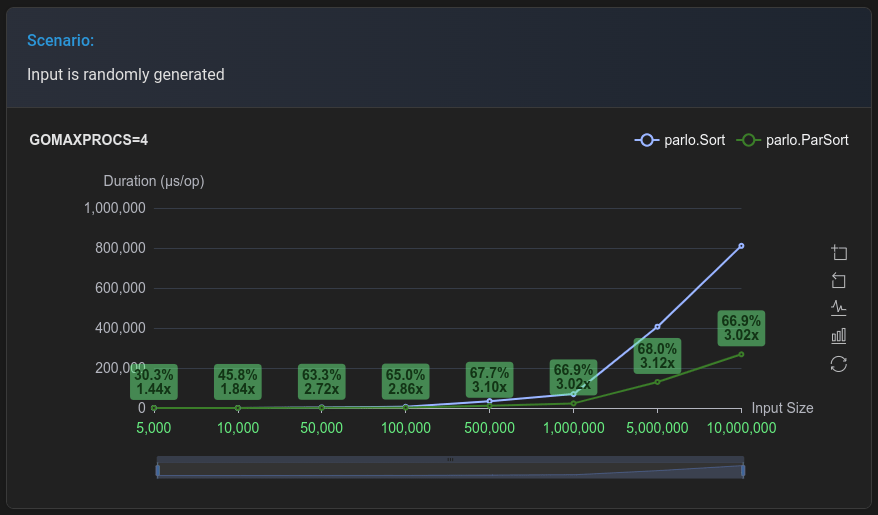 Scenario:
Input is randomly generated
GOMAXPROCS=4
parlo.Sort
parlo.ParSort
Duration (μs/op)
1,000,000
800,000
600,000
400,000
200,000
0
30.3%
1.44x
45.8%
1.84x
63.3%
2.72x
65.0%
2.86x
67.7%
3.10x
66.9%
3.02x
68.0%
3.12x
66.9%
3.02x
Input Size
5,000
10,000
50,000
100,000
500,000
1,000,000
5,000,000
10,000,000